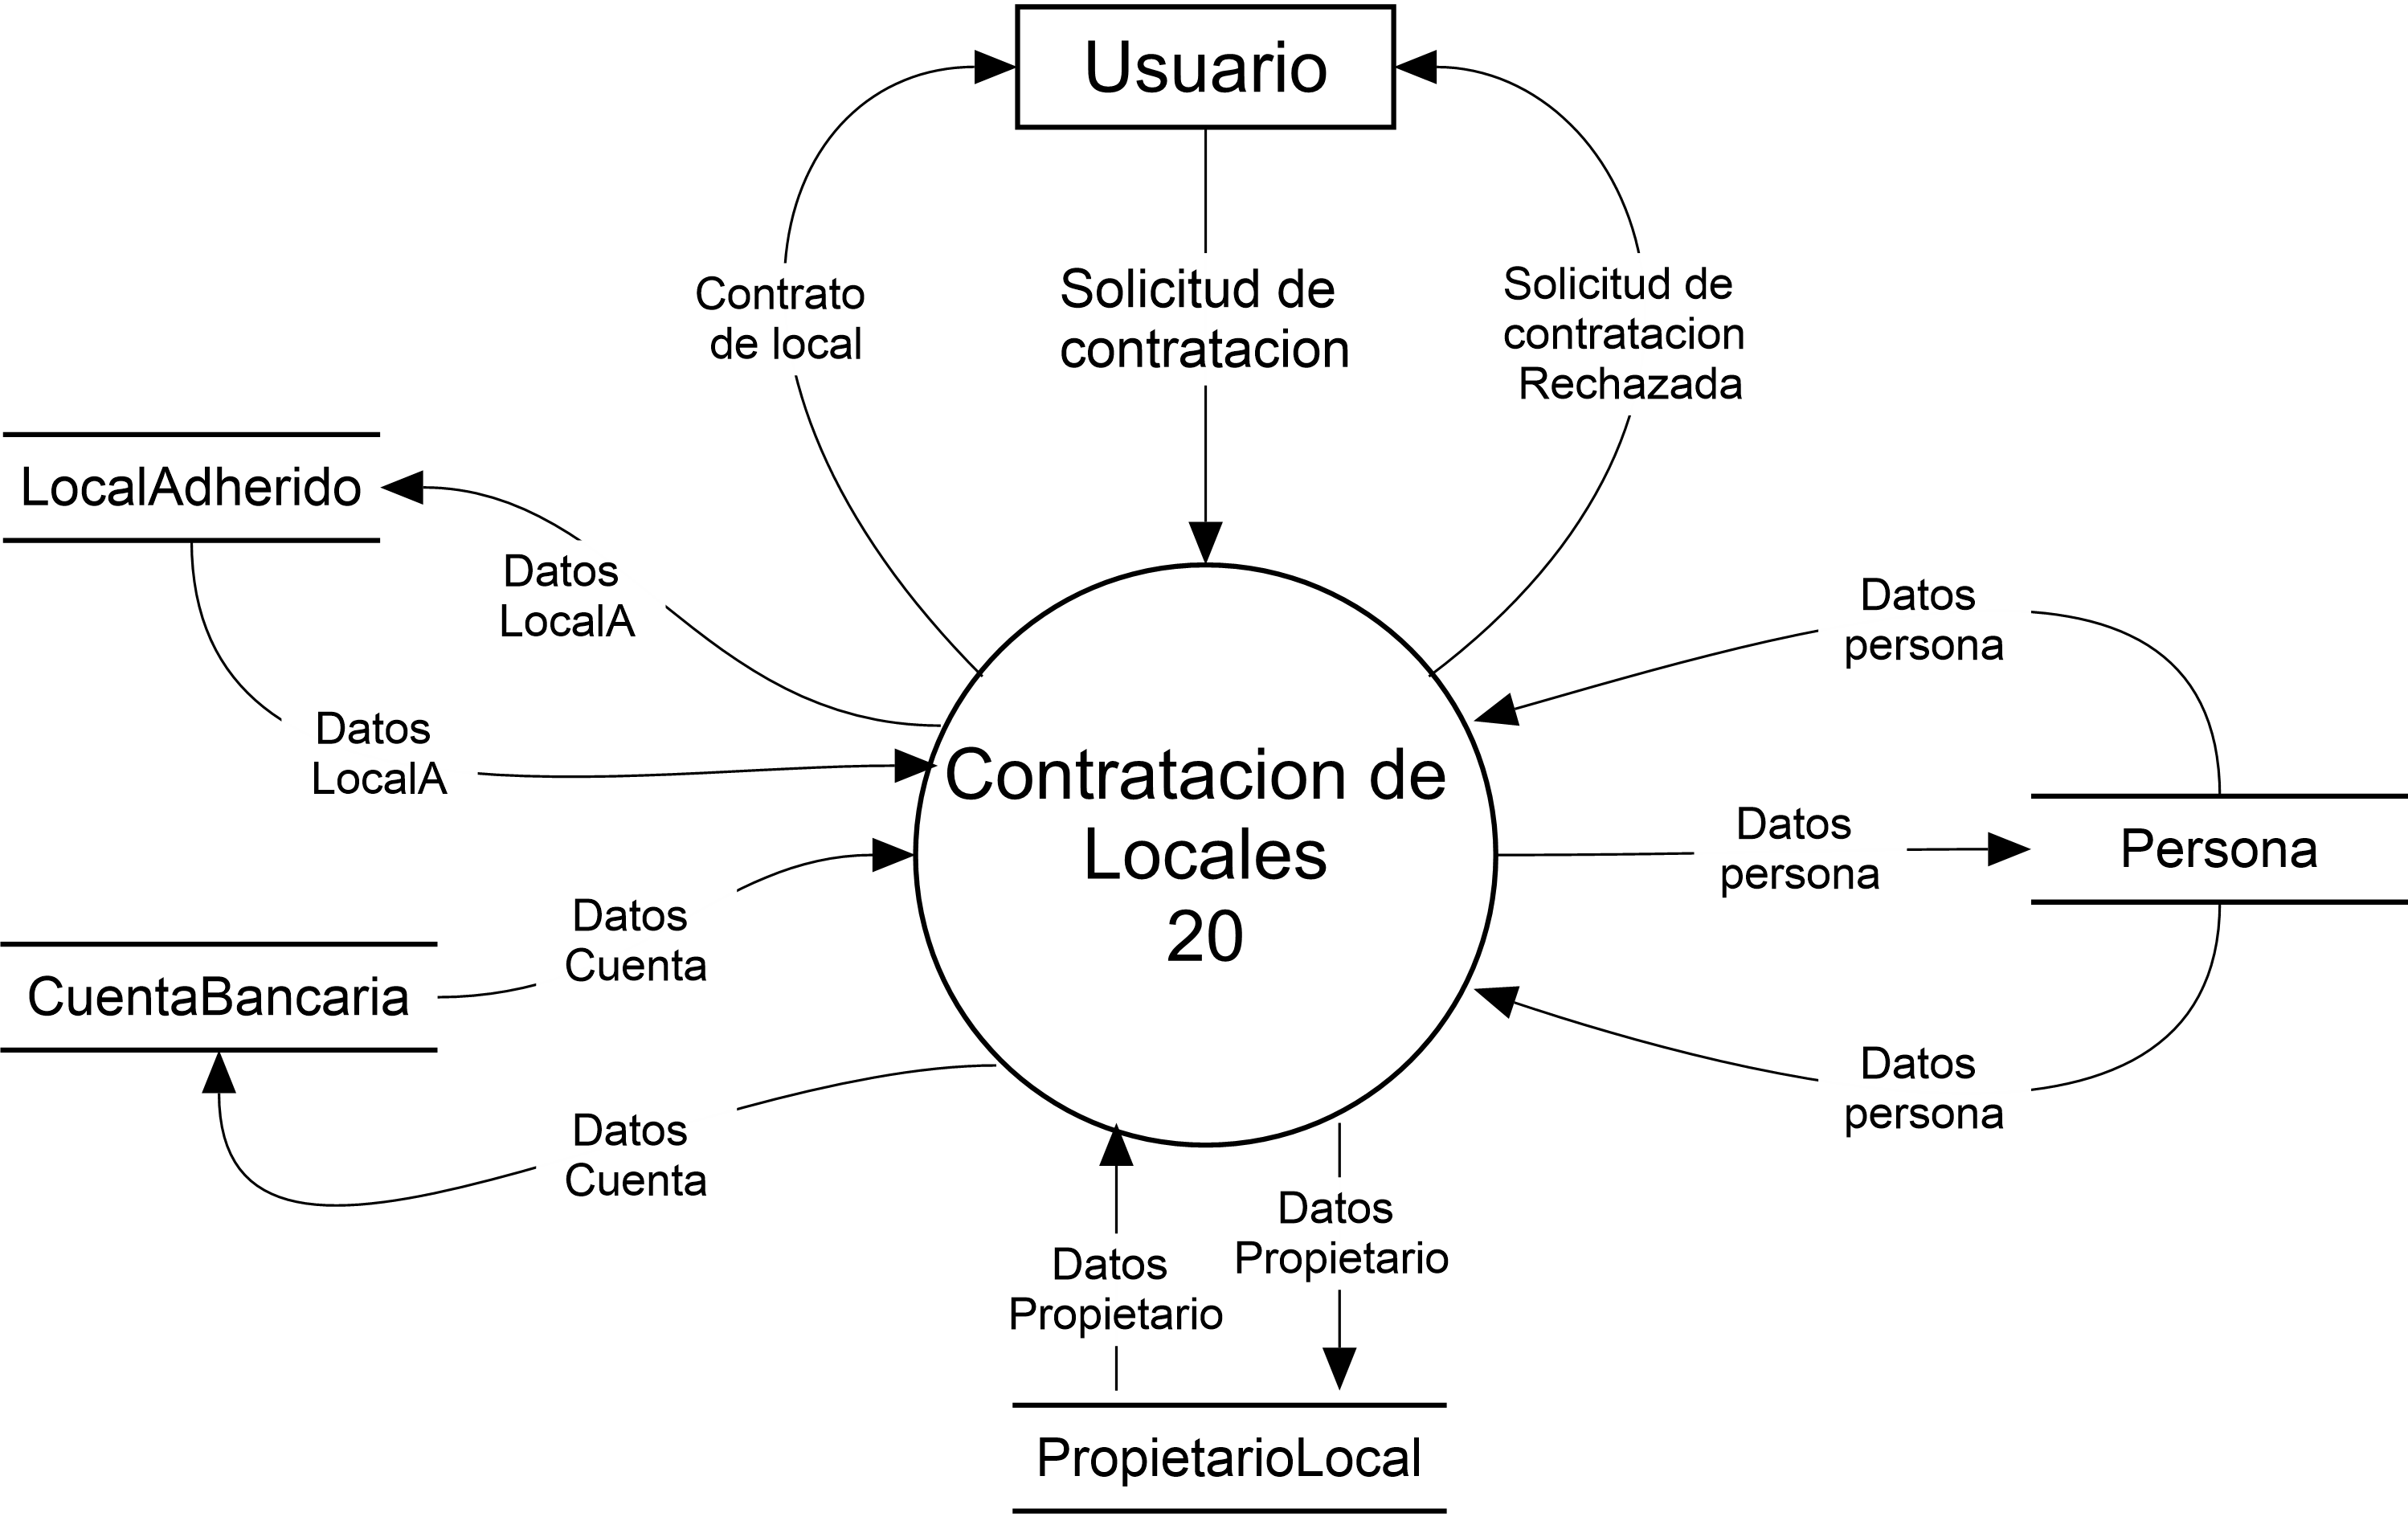 Usuario
Contrato
de local
Solicitud de
contratacion
Solicitud de
contratacion
Rechazada
LocalAdherido
Datos
LocalA
Datos
LocalA
Datos
persona
Contratacion de
Locales
20
Datos
persona
Persona
Datos
Cuenta
CuentaBancaria
Datos
persona
Datos
Cuenta
Datos
Propietario
Datos
Propietario
PropietarioLocal